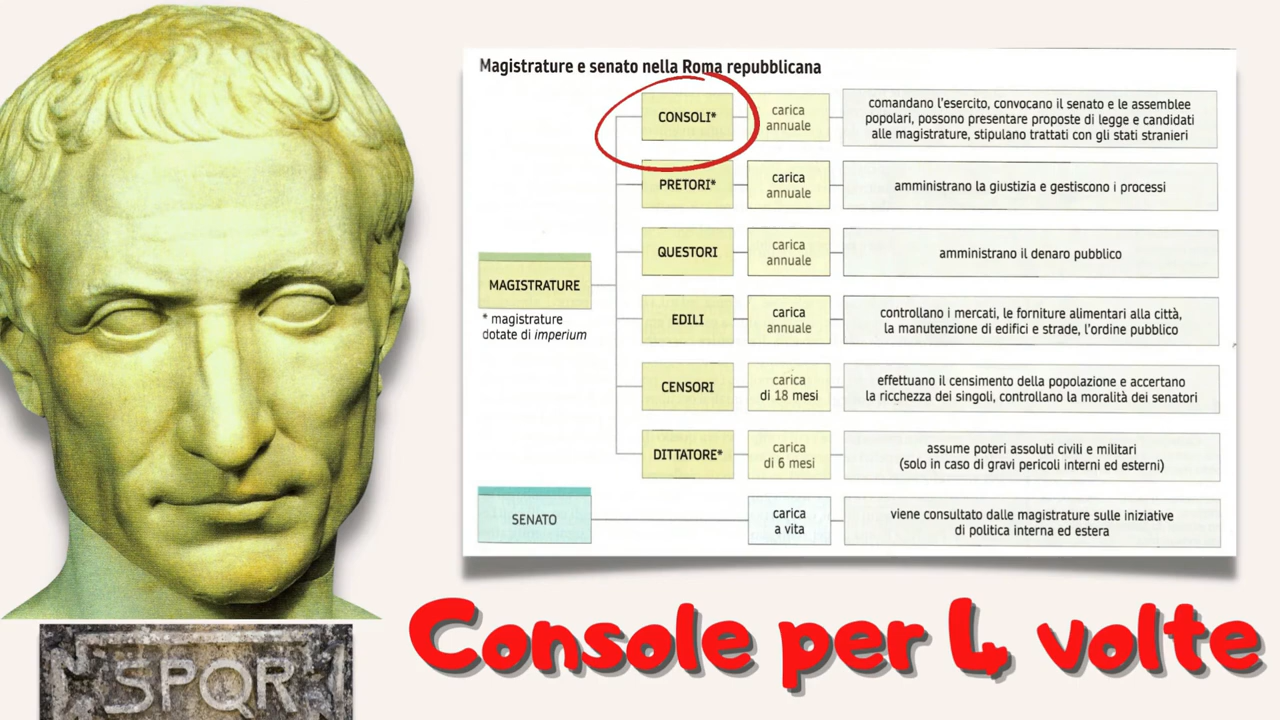 Magistrature e senato nella Roma repubblicana
CONSOLI*
carica
annuale
comandano l'esercito, convocano il senato e le assemblee
popolari, possono presentare proposte di legge e candidati
alle magistrature, stipulano trattati con gli stati stranieri
PRETORI*
carica
annuale
amministrano la giustizia e gestiscono i processi
QUESTORI
carica
annuale
amministrano il denaro pubblico
MAGISTRATURE
* magistrature
dotate di imperium
EDILI
carica
annuale
controllano i mercati, le forniture alimentari alla città,
la manutenzione di edifici e strade, l'ordine pubblico
CENSORI
carica
di 18 mesi
effettuano il censimento della popolazione e accertano
la ricchezza dei singoli, controllano la moralità dei senatori
DITTATORE*
carica
di 6 mesi
assume poteri assoluti civili e militari
(solo in caso di gravi pericoli interni ed esterni)
SENATO
carica
a vita
viene consultato dalle magistrature sulle iniziative
di politica interna ed estera
Console per 4 volte
SPQR